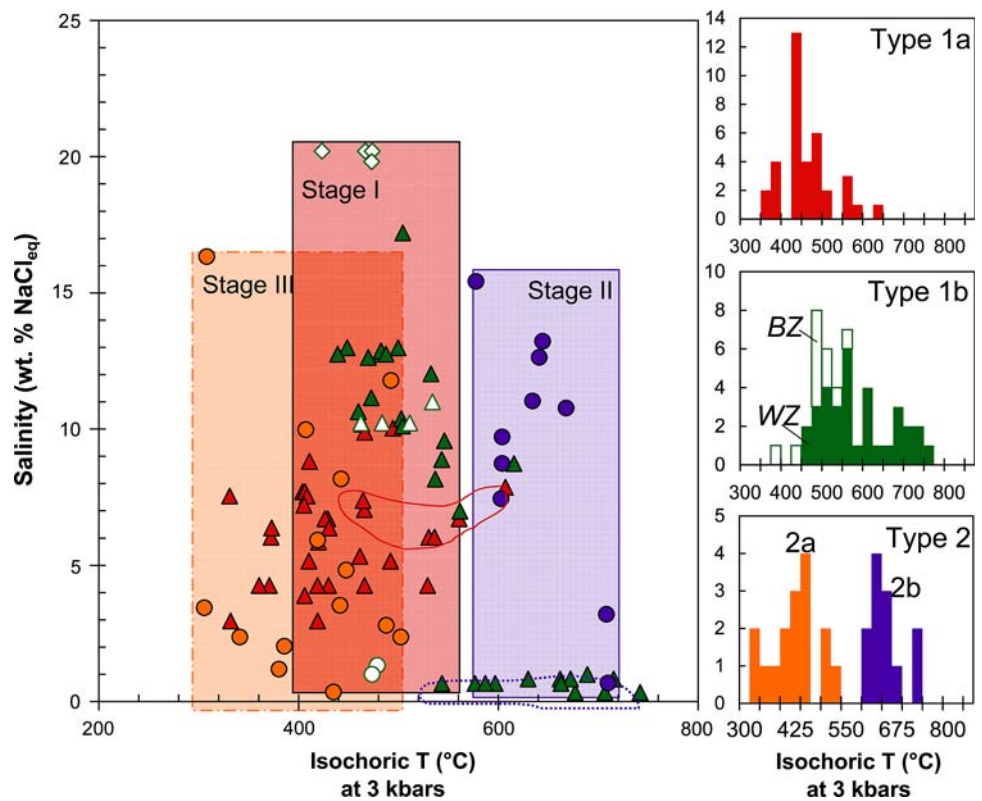 25
20
15
10
5
0
Salinity (wt. % NaCleq)
Stage I
Stage III
Stage II
200 400 600 800
Isochoric T (°C)
at 3 kbars
14
12
10
8
6
4
2
0
Type 1a
300 400 500 600 700 800
10
8
6
4
2
0
Type 1b
BZ
WZ
300 400 500 600 700 800
5
4
3
2
1
0
2a Type 2
2b
300 425 550 675 800
Isochoric T (°C)
at 3 kbars